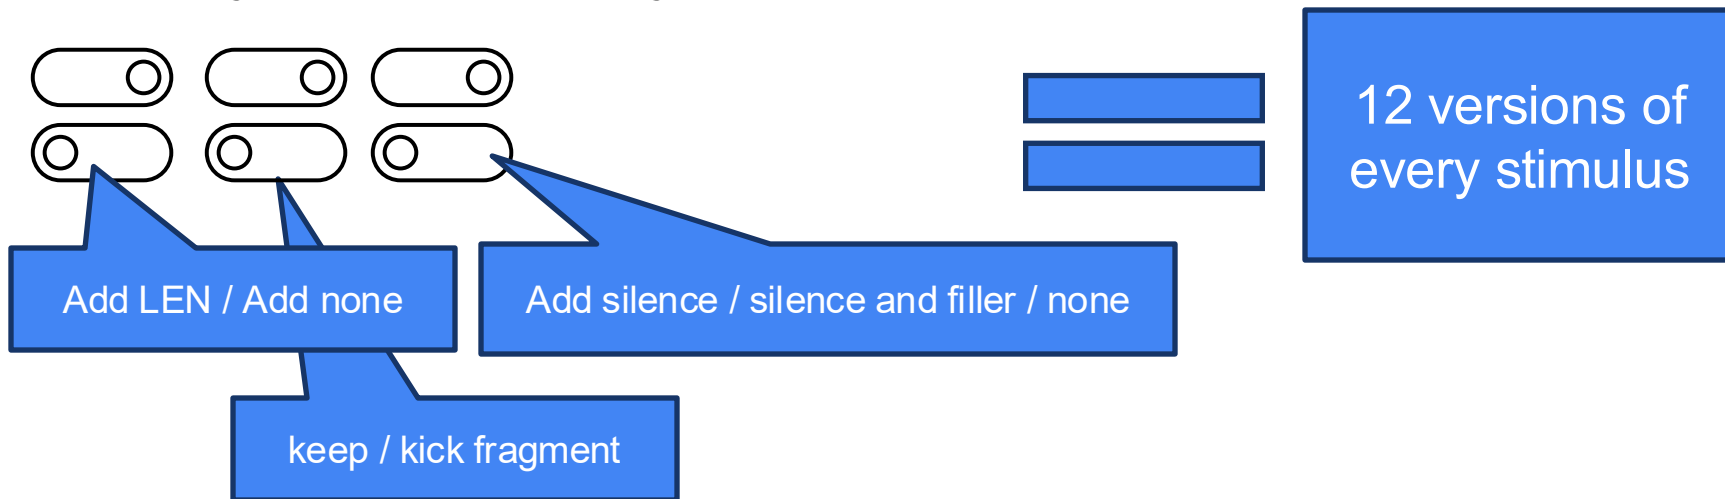 12 versions of
every stimulus
Add LEN / Add none
Add silence / silence and filler / none
keep / kick fragment